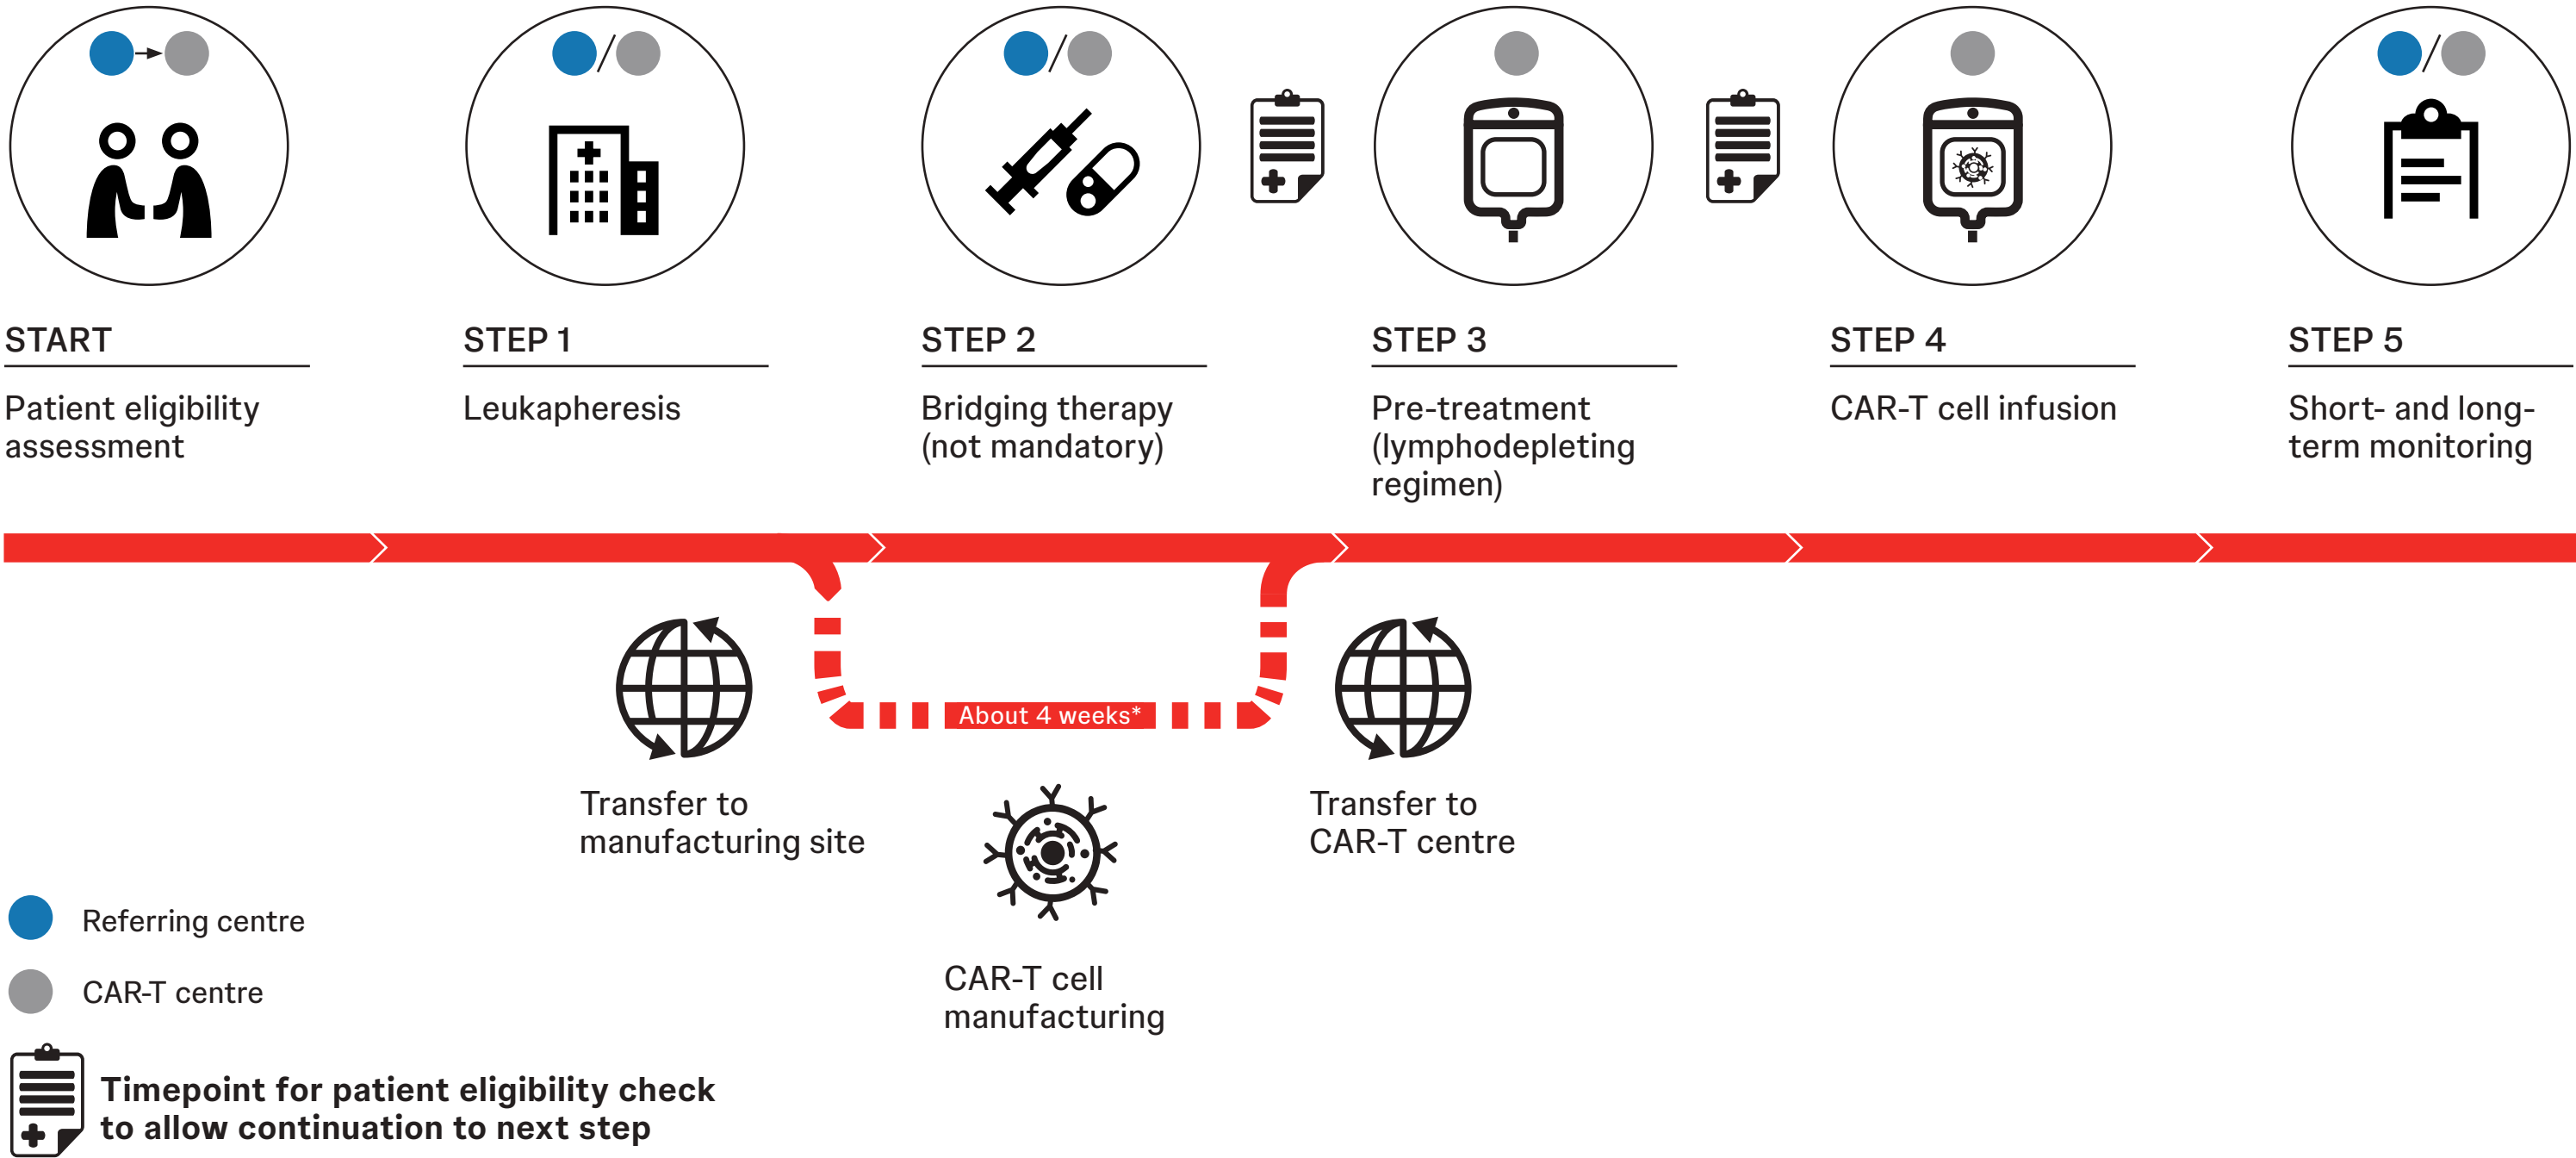 START
Patient eligibility
assessment
STEP 1
Leukapheresis
STEP 2
Bridging therapy
(not mandatory)
STEP 3
Pre-treatment
(lymphodepleting
regimen)
STEP 4
CAR-T cell infusion
STEP 5
Short- and long-
term monitoring
About 4 weeks*
Transfer to
manufacturing site
CAR-T cell
manufacturing
Transfer to
CAR-T centre
Referring centre
CAR-T centre
Timepoint for patient eligibility check
to allow continuation to next step